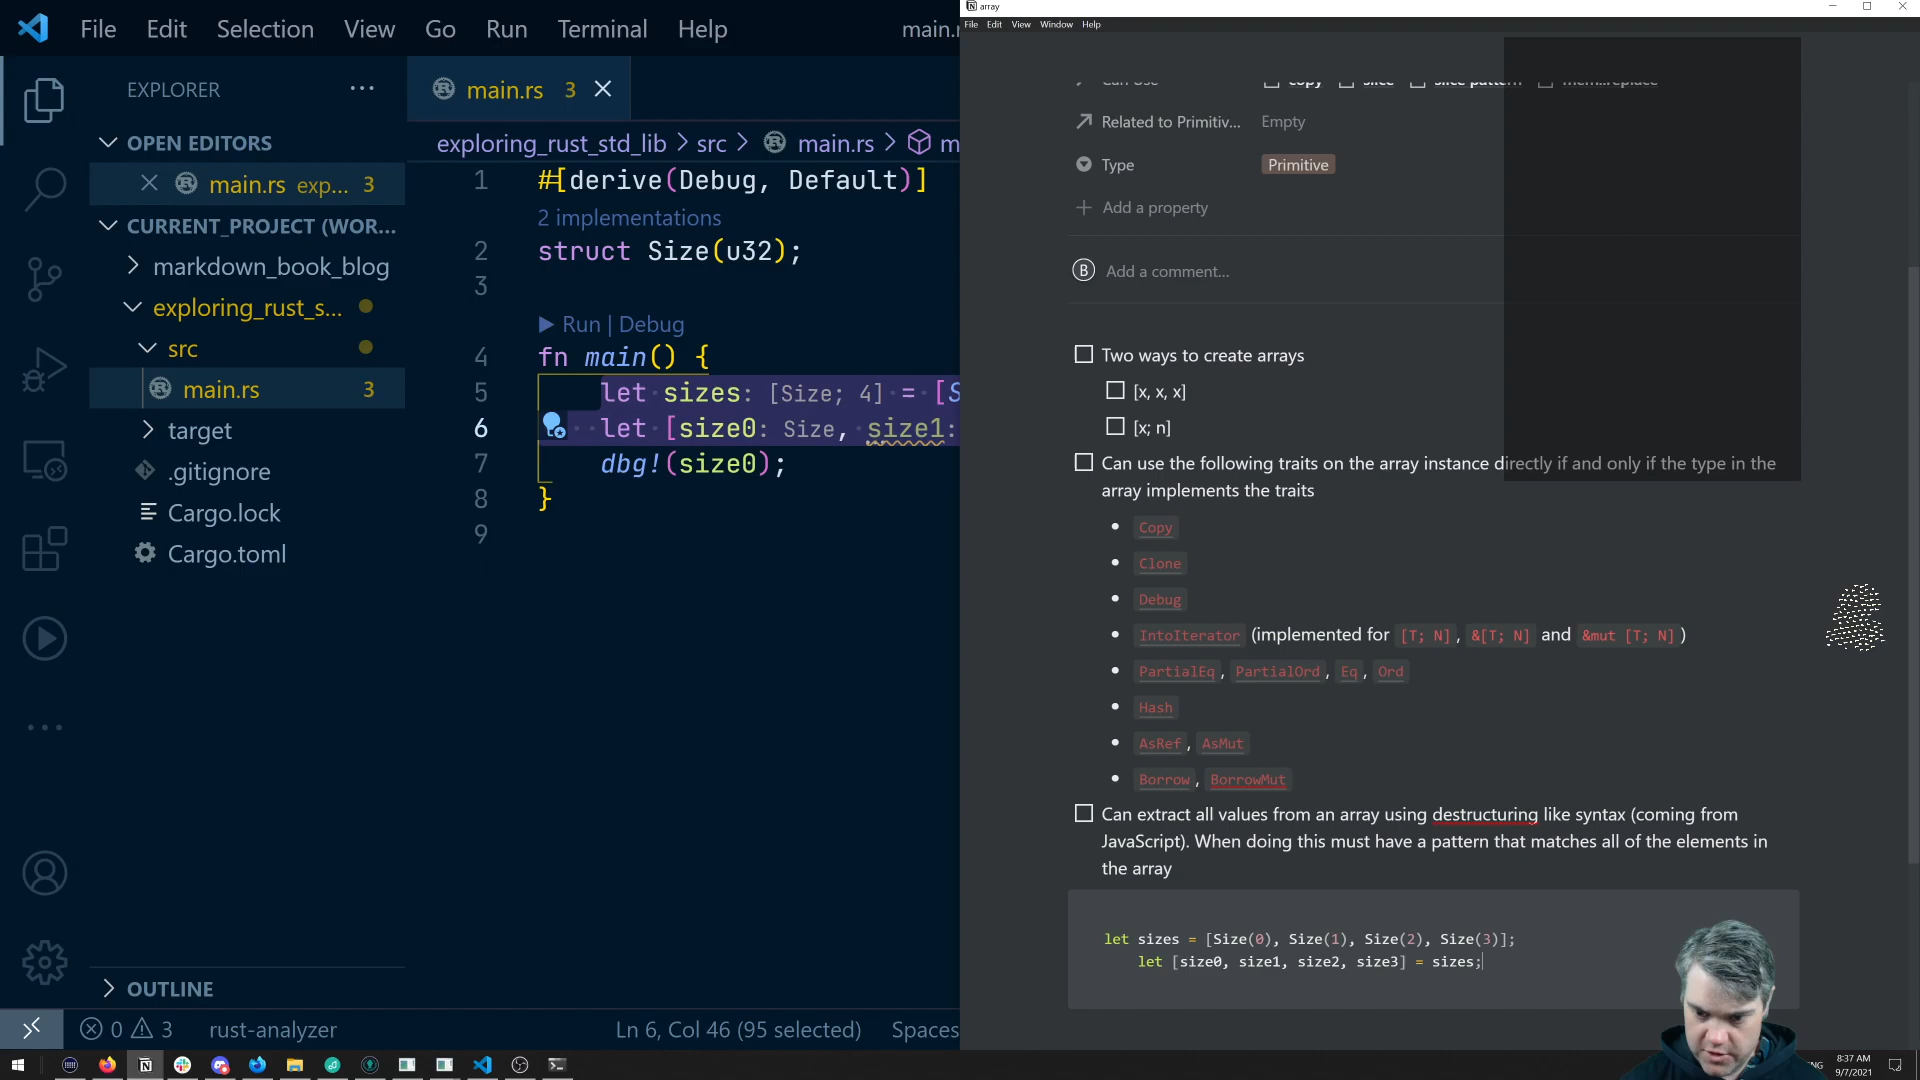 File Edit Selection View Go Run Terminal Help main.r
EXPLORER
OPEN EDITORS
main.rs exp... 3
CURRENT_PROJECT (WOR...
markdown_book_blog
exploring_rust_s...
src
main.rs 3
target
.gitignore
Cargo.lock
Cargo.toml
OUTLINE
main.rs 3
exploring_rust_std_lib > src > main.rs > m
1 #[derive(Debug, Default)]
2 implementations
2 struct Size(u32);
3
Run | Debug
4 fn main() {
5 let sizes: [Size; 4] = [S
6 let [size0: Size, size1:
7 dbg!(size0);
8 }
9
0 3 rust-analyzer Ln 6, Col 46 (95 selected) Spaces
array
File Edit View Window Help
Can Use copy slice slice pattern mem::replace
Related to Primitiv... Empty
Type Primitive
Add a property
B Add a comment...
Two ways to create arrays
[x, x, x]
[x; n]
Can use the following traits on the array instance directly if and only if the type in the
array implements the traits
Copy
Clone
Debug
IntoIterator (implemented for [T; N], &[T; N] and &mut [T; N])
PartialEq, PartialOrd, Eq, Ord
Hash
AsRef, AsMut
Borrow, BorrowMut
Can extract all values from an array using destructuring like syntax (coming from
JavaScript). When doing this must have a pattern that matches all of the elements in
the array
let sizes = [Size(0), Size(1), Size(2), Size(3)];
let [size0, size1, size2, size3] = sizes;
NG 8:37 AM
9/7/2021